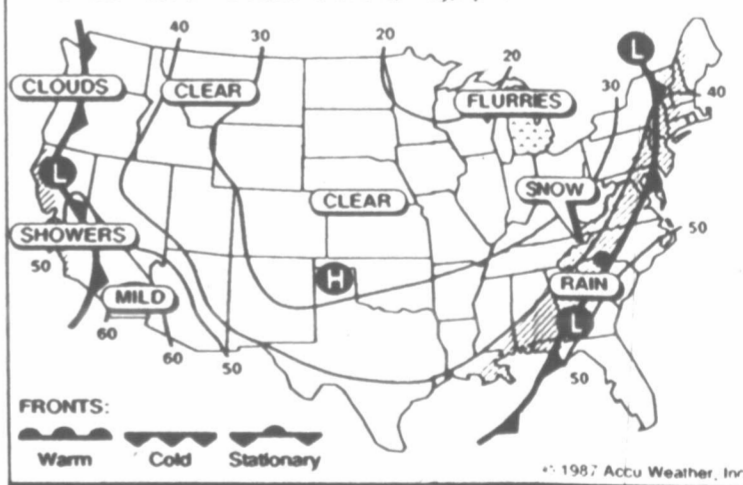 40
30
20
20
L
CLOUDS
CLEAR
FLURRIES
30
40
L
CLEAR
SNOW
SHOWERS
50
50
H
MILD
RAIN
L
60
60
50
50
FRONTS:
Warm
Cold
Stationary
1987 Accu Weather, Inc